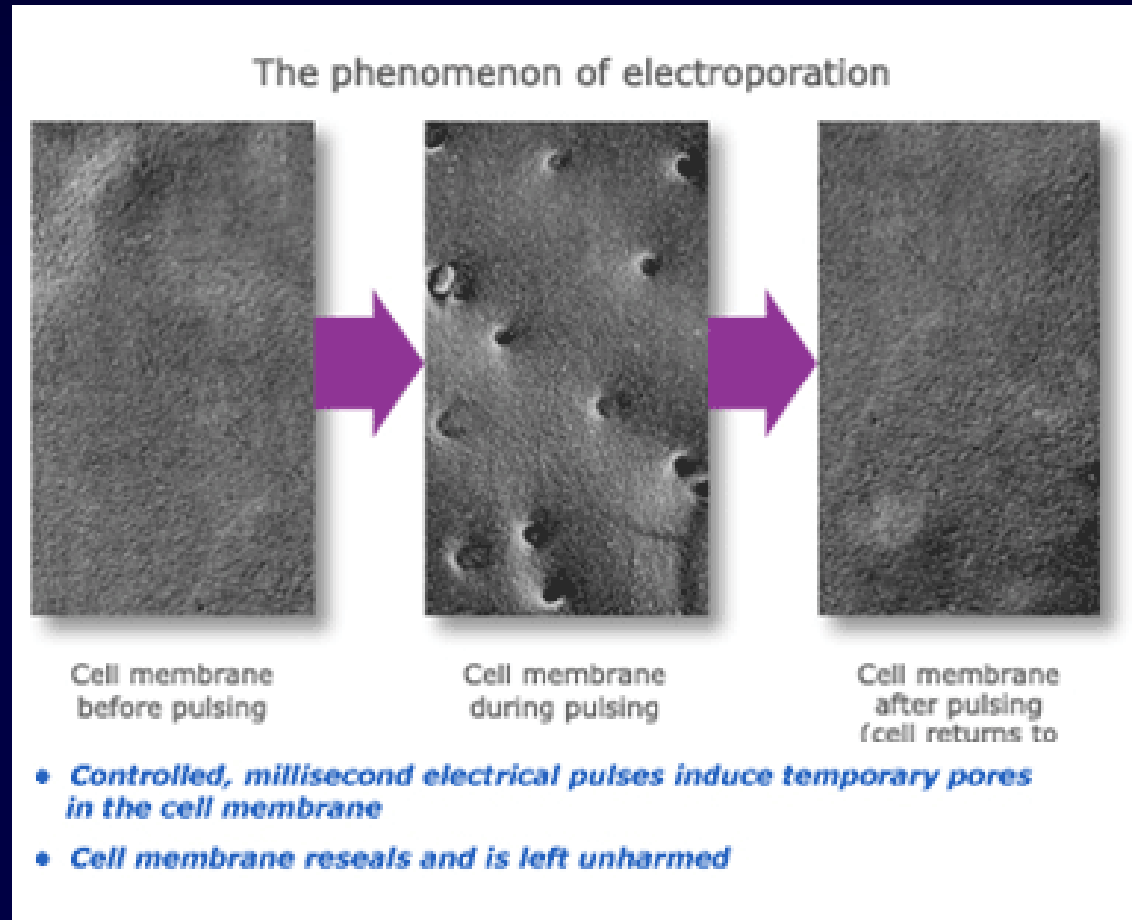 The phenomenon of electroporation
Cell membrane
before pulsing
Cell membrane
during pulsing
Cell membrane
after pulsing
(cell returns to
• Controlled, millisecond electrical pulses induce temporary pores
in the cell membrane
• Cell membrane reseals and is left unharmed